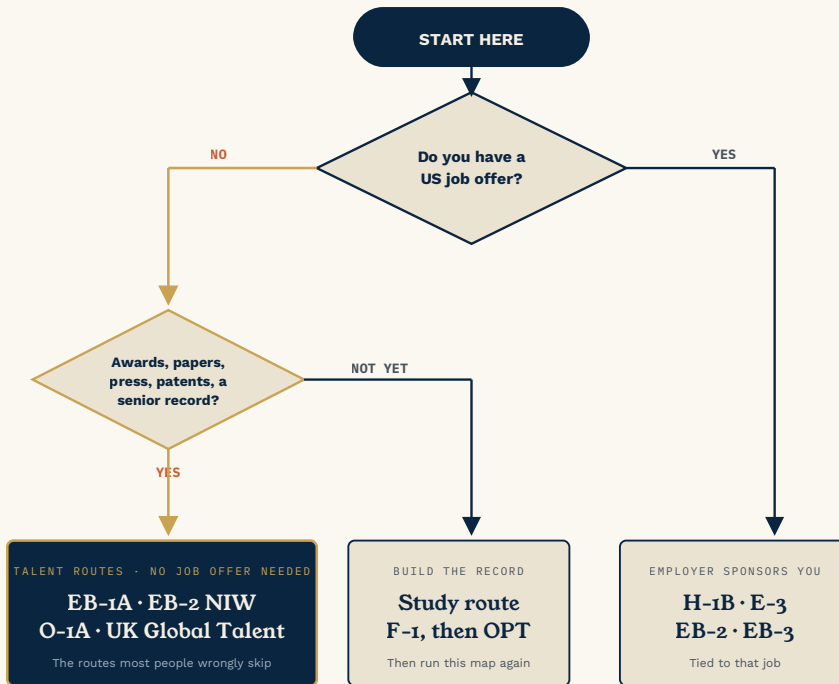 START HERE
Do you have a
US job offer?
NO
YES
Awards, papers,
press, patents, a
senior record?
NOT YET
YES
TALENT ROUTES · NO JOB OFFER NEEDED
EB-1A · EB-2 NIW
O-1A · UK Global Talent
The routes most people wrongly skip
BUILD THE RECORD
Study route
F-1, then OPT
Then run this map again
EMPLOYER SPONSORS YOU
H-1B · E-3
EB-2 · EB-3
Tied to that job